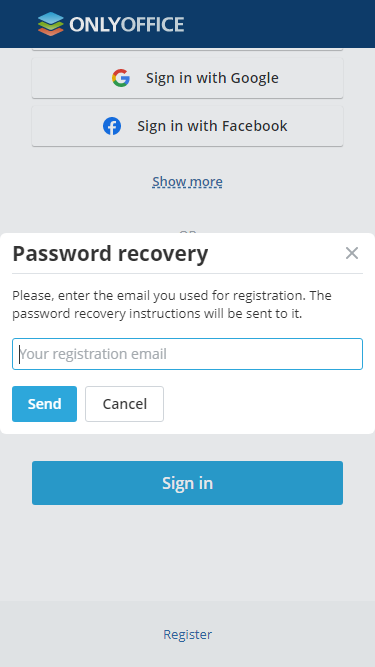 ONLYOFFICE
Sign in with Google
Sign in with Facebook
Show more
OR
Password recovery
Please, enter the email you used for registration. The
password recovery instructions will be sent to it.
Your registration email
Send
Cancel
Sign in
Register